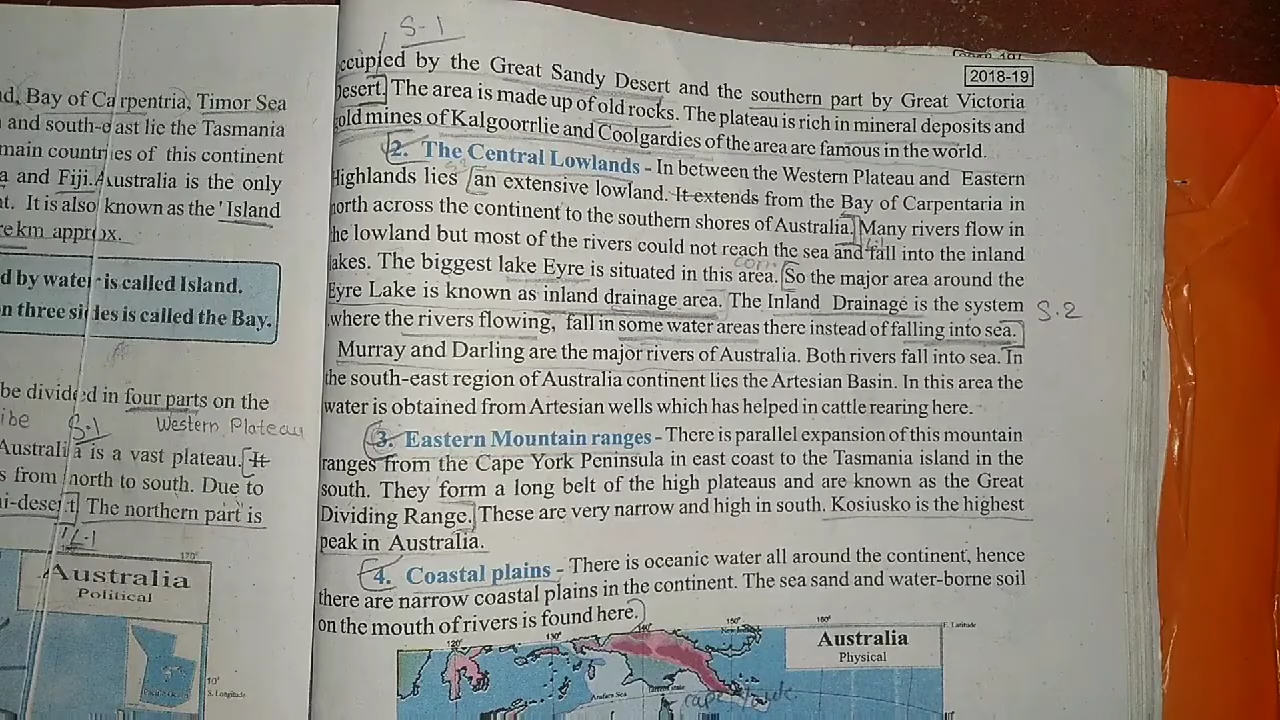 nd, Bay of Carpentria, Timor Sea
and south-east lie the Tasmania
main countries of this continent
a and Fiji. Australia is the only
nt. It is also known as the 'Island
re km approx.
d by water is called Island.
n three sides is called the Bay.
be divided in four parts on the
ibe S-1 Western Plateau
Australia is a vast plateau. It
s from north to south. Due to
i-desert. The northern part is
Australia
Political
170°
10°
S. Longitude
S-1
2018-19
ccupied by the Great Sandy Desert and the southern part by Great Victoria
Desert. The area is made up of old rocks. The plateau is rich in mineral deposits and
old mines of Kalgoorrlie and Coolgardies of the area are famous in the world.
2. The Central Lowlands - In between the Western Plateau and Eastern
Highlands lies an extensive lowland. It extends from the Bay of Carpentaria in
north across the continent to the southern shores of Australia. Many rivers flow in
he lowland but most of the rivers could not reach the sea and fall into the inland
lakes. The biggest lake Eyre is situated in this area. So the major area around the
Eyre Lake is known as inland drainage area. The Inland Drainage is the system
S.2
where the rivers flowing, fall in some water areas there instead of falling into sea.
Murray and Darling are the major rivers of Australia. Both rivers fall into sea. In
the south-east region of Australia continent lies the Artesian Basin. In this area the
water is obtained from Artesian wells which has helped in cattle rearing here.
3. Eastern Mountain ranges - There is parallel expansion of this mountain
ranges from the Cape York Peninsula in east coast to the Tasmania island in the
south. They form a long belt of the high plateaus and are known as the Great
Dividing Range. These are very narrow and high in south. Kosiusko is the highest
peak in Australia.
4. Coastal plains - There is oceanic water all around the continent, hence
there are narrow coastal plains in the continent. The sea sand and water-borne soil
on the mouth of rivers is found here.
120° 130° 140° 150° 160° E. Latitude
Australia
Physical
Arafura Sea
10°